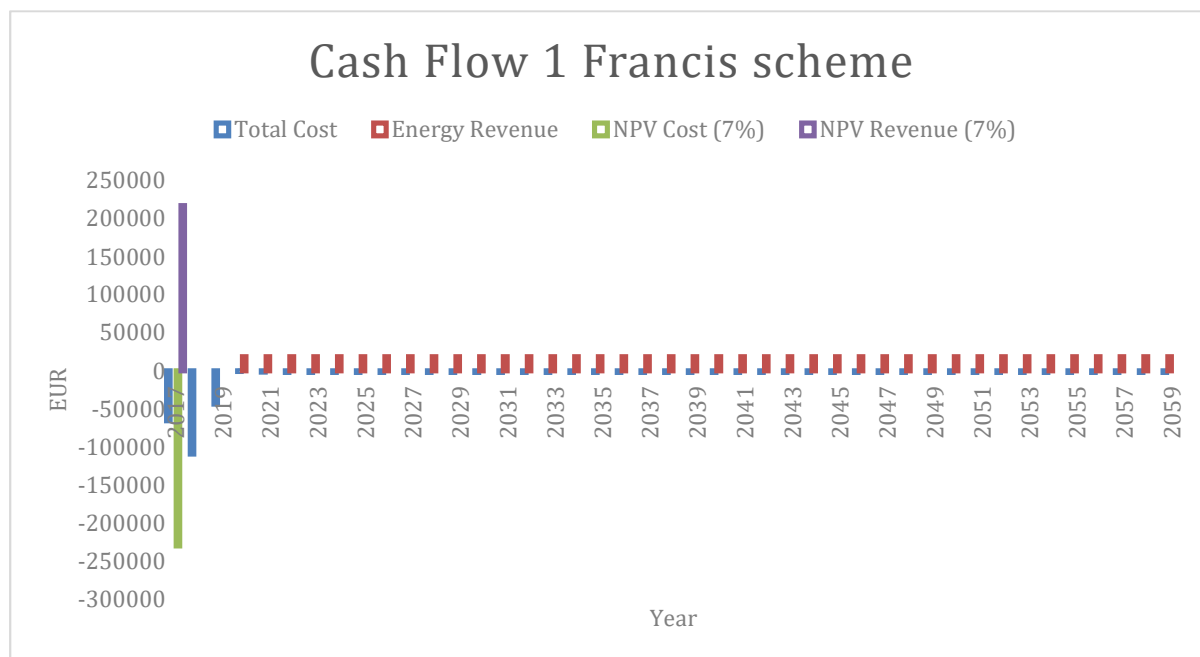 Cash Flow 1 Francis scheme
Total Cost Energy Revenue NPV Cost (7%) NPV Revenue (7%)
250000
200000
150000
100000
50000
0
-50000
-100000
-150000
-200000
-250000
-300000
EUR
2017 2019 2021 2023 2025 2027 2029 2031 2033 2035 2037 2039 2041 2043 2045 2047 2049 2051 2053 2055 2057 2059
Year